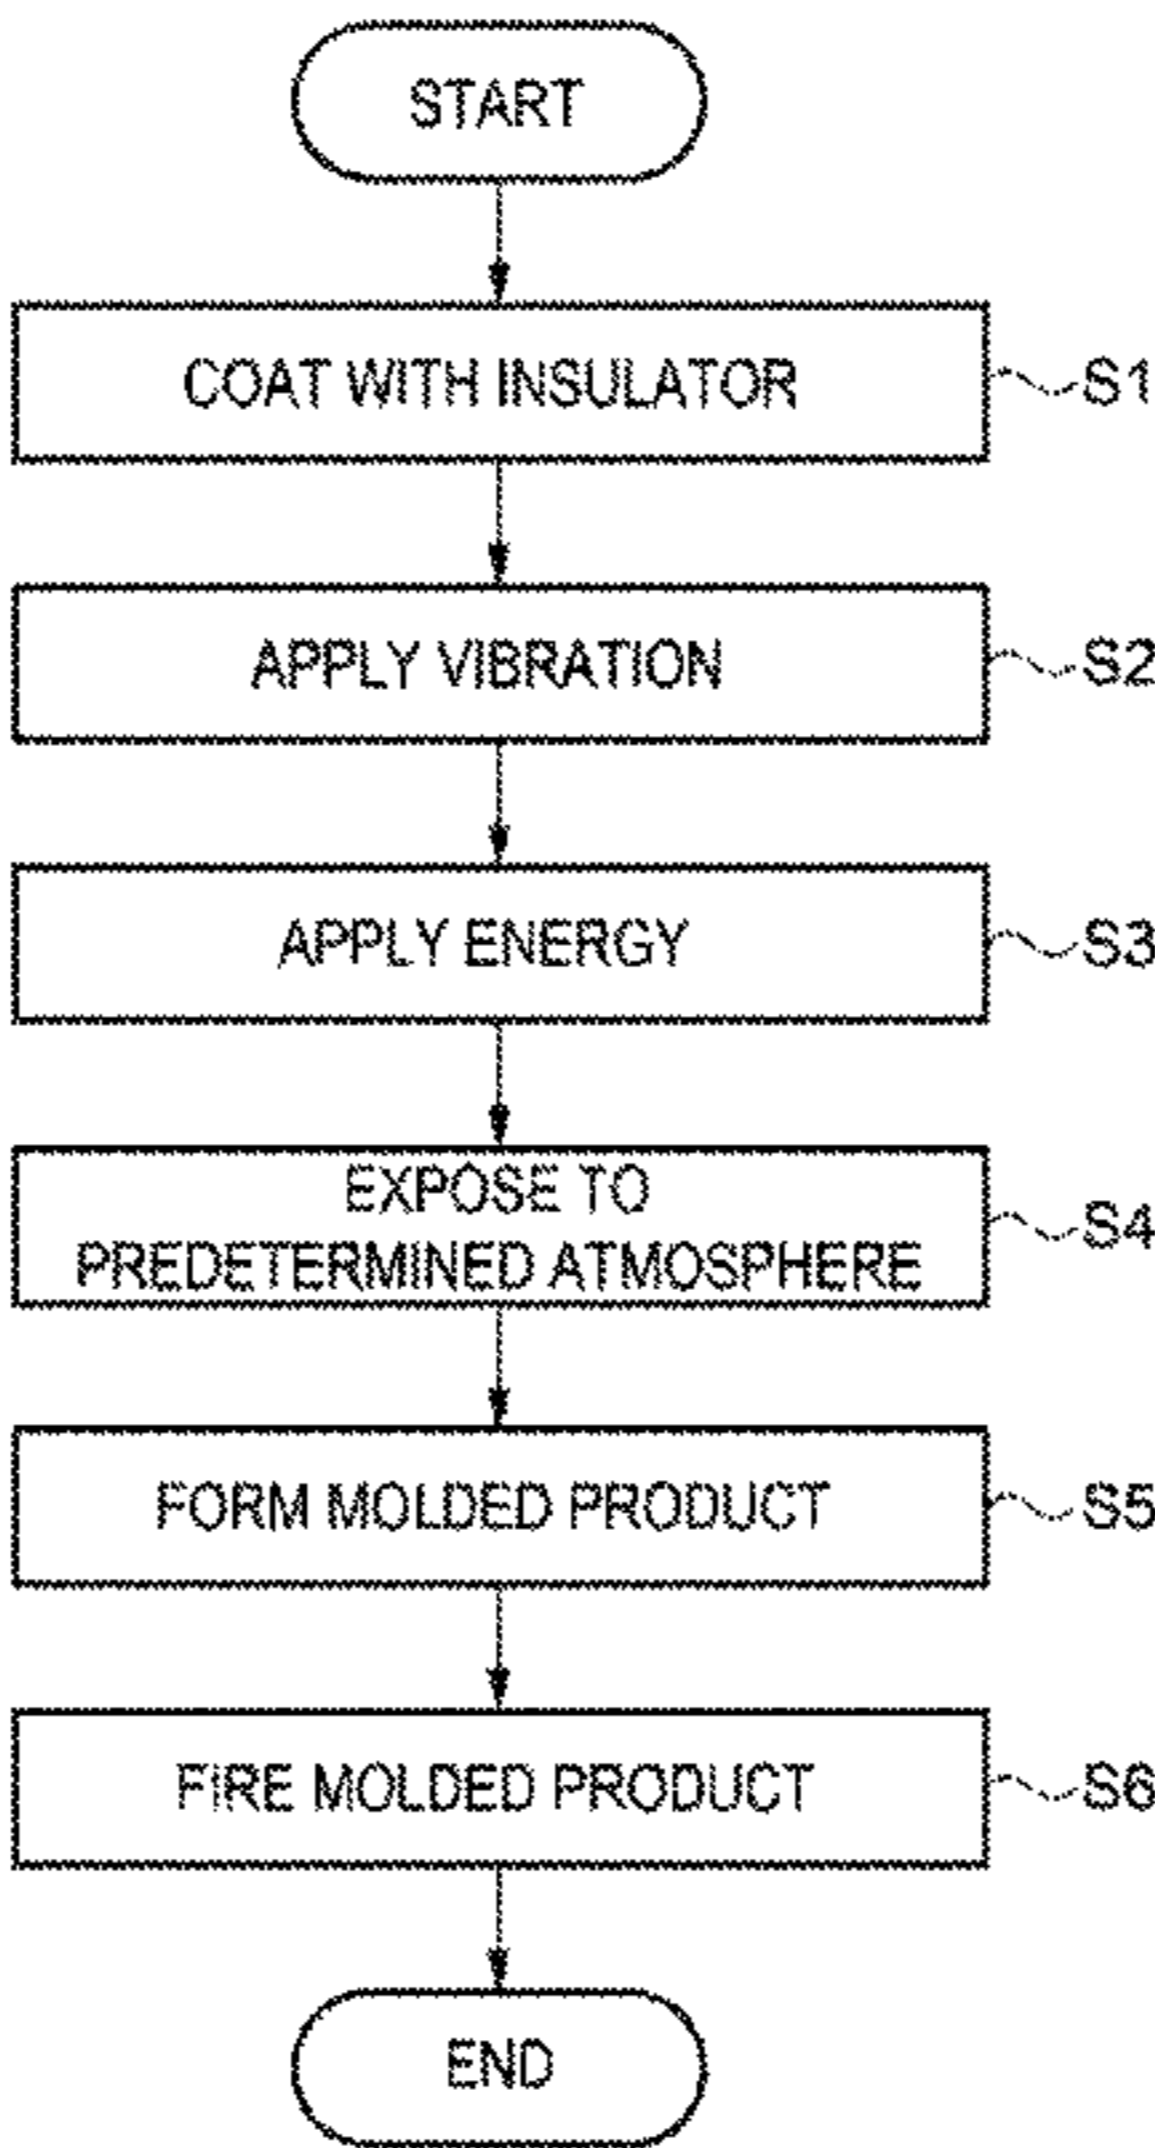 START
COAT WITH INSULATOR
S1
APPLY VIBRATION
S2
APPLY ENERGY
S3
EXPOSE TO
PREDETERMINED ATMOSPHERE
S4
FORM MOLDED PRODUCT
S5
FIRE MOLDED PRODUCT
S6
END